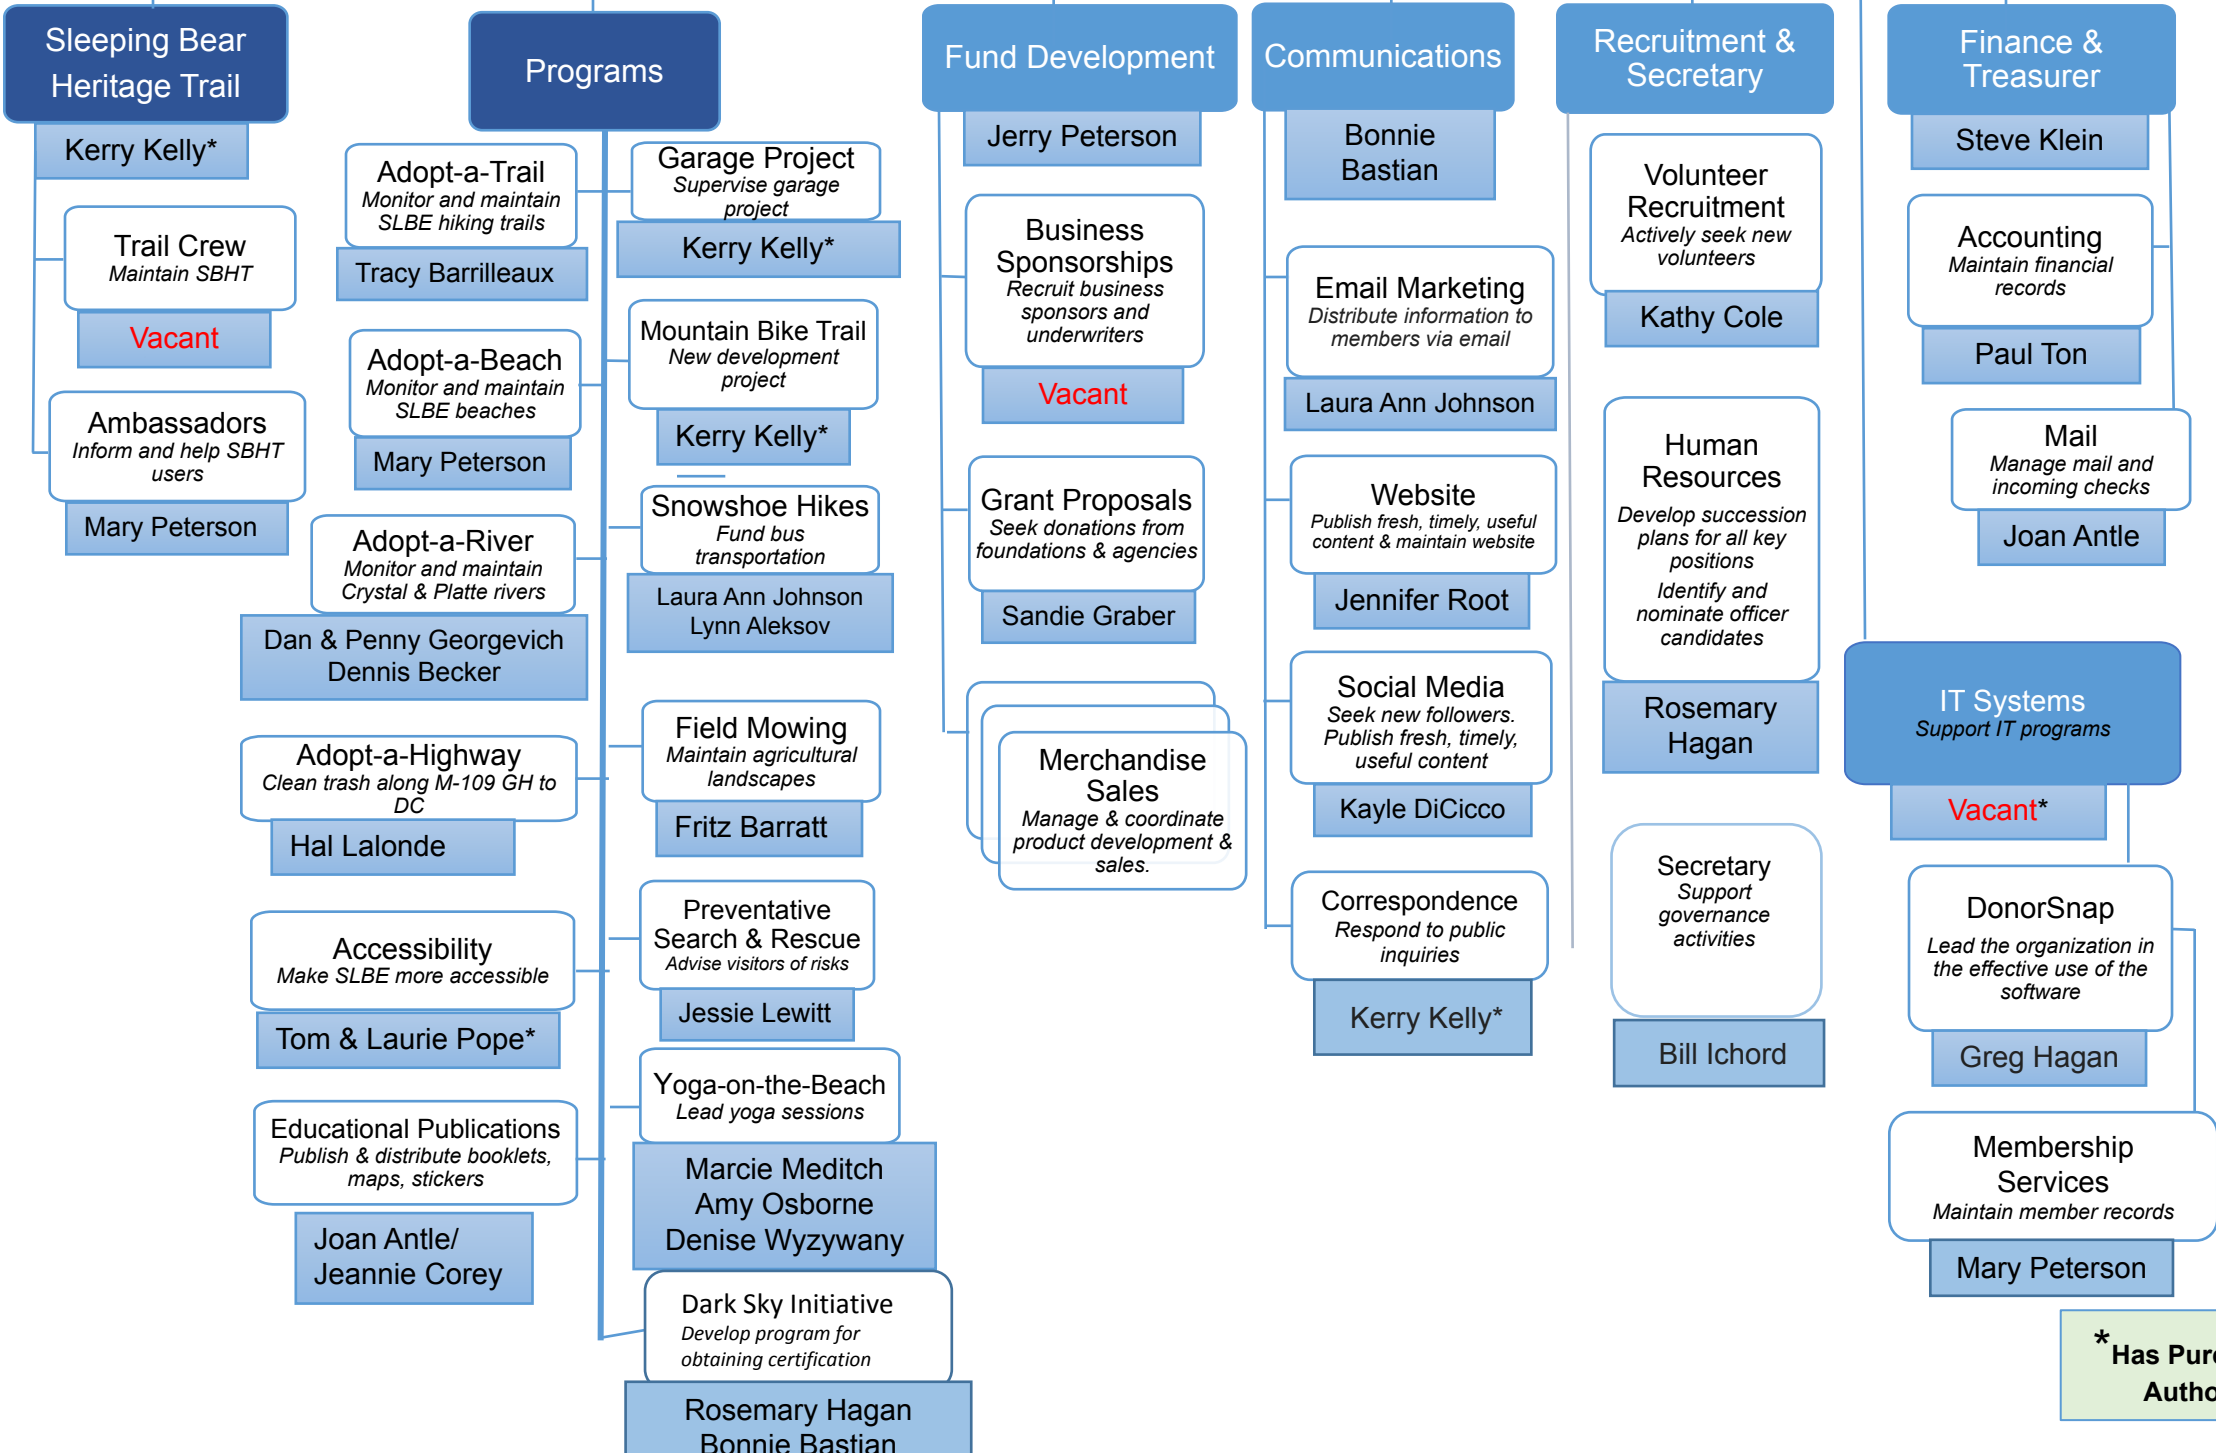 Sleeping Bear
Heritage Trail
Kerry Kelly*
Trail Crew
Maintain SBHT
Vacant
Ambassadors
Inform and help SBHT
users
Mary Peterson
Programs
Adopt-a-Trail
Monitor and maintain
SLBE hiking trails
Tracy Barrilleaux
Adopt-a-Beach
Monitor and maintain
SLBE beaches
Mary Peterson
Adopt-a-River
Monitor and maintain
Crystal & Platte rivers
Dan & Penny Georgevich
Dennis Becker
Adopt-a-Highway
Clean trash along M-109 GH to
DC
Hal Lalonde
Accessibility
Make SLBE more accessible
Tom & Laurie Pope*
Educational Publications
Publish & distribute booklets,
maps, stickers
Joan Antle/
Jeannie Corey
Garage Project
Supervise garage
project
Kerry Kelly*
Mountain Bike Trail
New development
project
Kerry Kelly*
Snowshoe Hikes
Fund bus
transportation
Laura Ann Johnson
Lynn Aleksov
Field Mowing
Maintain agricultural
landscapes
Fritz Barratt
Preventative
Search & Rescue
Advise visitors of risks
Jessie Lewitt
Yoga-on-the-Beach
Lead yoga sessions
Marcie Meditch
Amy Osborne
Denise Wyzywany
Dark Sky Initiative
Develop program for
obtaining certification
Rosemary Hagan
Bonnie Bastian
Fund Development
Jerry Peterson
Business
Sponsorships
Recruit business
sponsors and
underwriters
Vacant
Grant Proposals
Seek donations from
foundations & agencies
Sandie Graber
Merchandise
Sales
Manage & coordinate
product development &
sales.
Communications
Bonnie
Bastian
Email Marketing
Distribute information to
members via email
Laura Ann Johnson
Website
Publish fresh, timely, useful
content & maintain website
Jennifer Root
Social Media
Seek new followers.
Publish fresh, timely,
useful content
Kayle DiCicco
Correspondence
Respond to public
inquiries
Kerry Kelly*
Recruitment &
Secretary
Volunteer
Recruitment
Actively seek new
volunteers
Kathy Cole
Human
Resources
Develop succession
plans for all key
positions
Identify and
nominate officer
candidates
Rosemary
Hagan
Secretary
Support
governance
activities
Bill Ichord
Finance &
Treasurer
Steve Klein
Accounting
Maintain financial
records
Paul Ton
Mail
Manage mail and
incoming checks
Joan Antle
IT Systems
Support IT programs
Vacant*
DonorSnap
Lead the organization in
the effective use of the
software
Greg Hagan
Membership
Services
Maintain member records
Mary Peterson
*Has